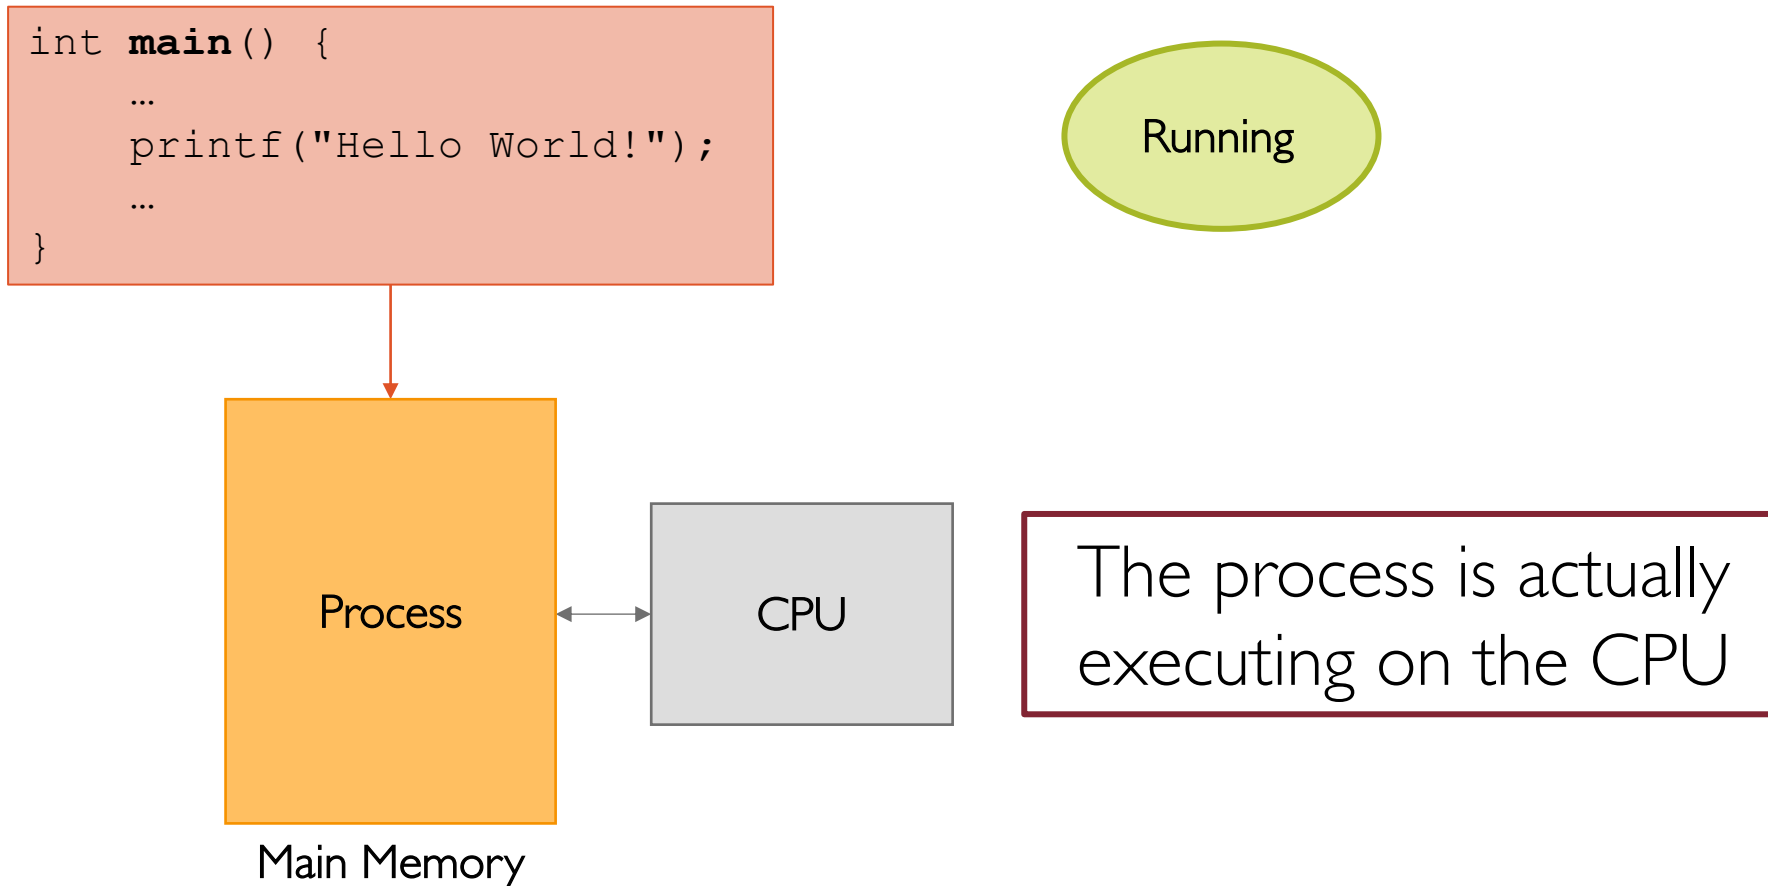 int main() {
…
printf("Hello World!");
…
}
Running
Process
CPU
The process is actually
executing on the CPU
Main Memory